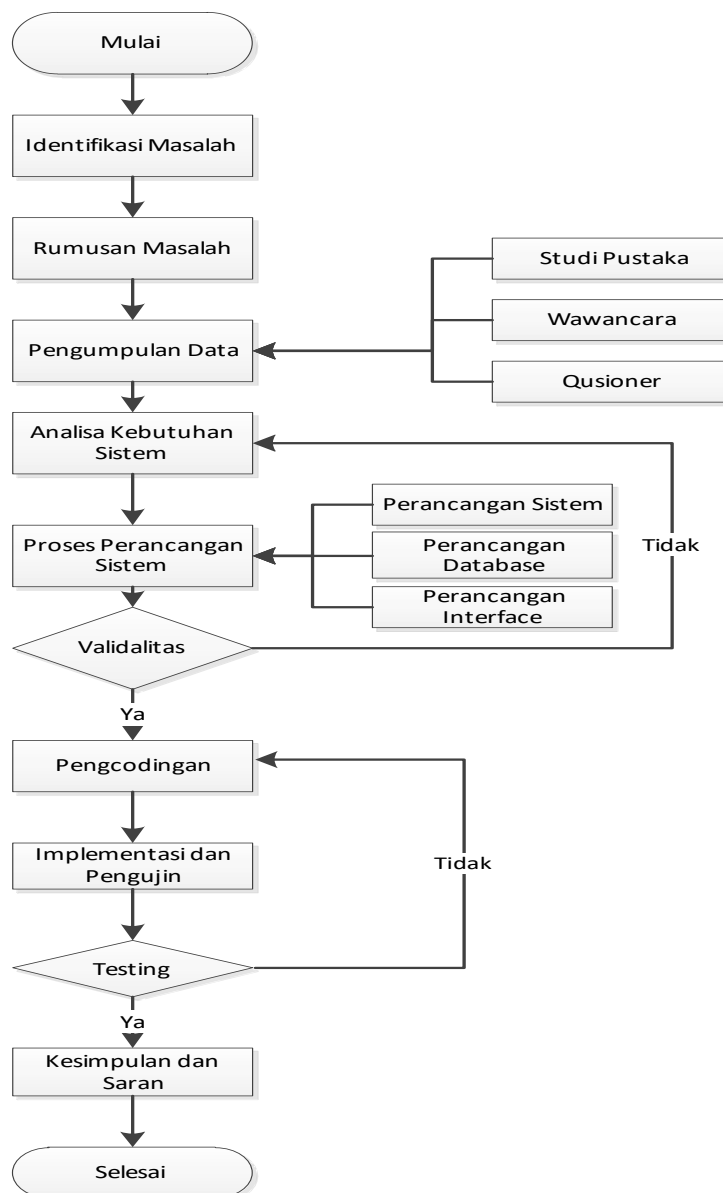 Mulai
Identifikasi Masalah
Rumusan Masalah
Studi Pustaka
Wawancara
Pengumpulan Data
Qusioner
Analisa Kebutuhan
Sistem
Perancangan Sistem
Proses Perancangan
Sistem
Perancangan
Database
Perancangan
Interface
Tidak
Validalitas
Ya
Pengcodingan
Implementasi dan
Pengujin
Tidak
Testing
Ya
Kesimpulan dan
Saran
Selesai